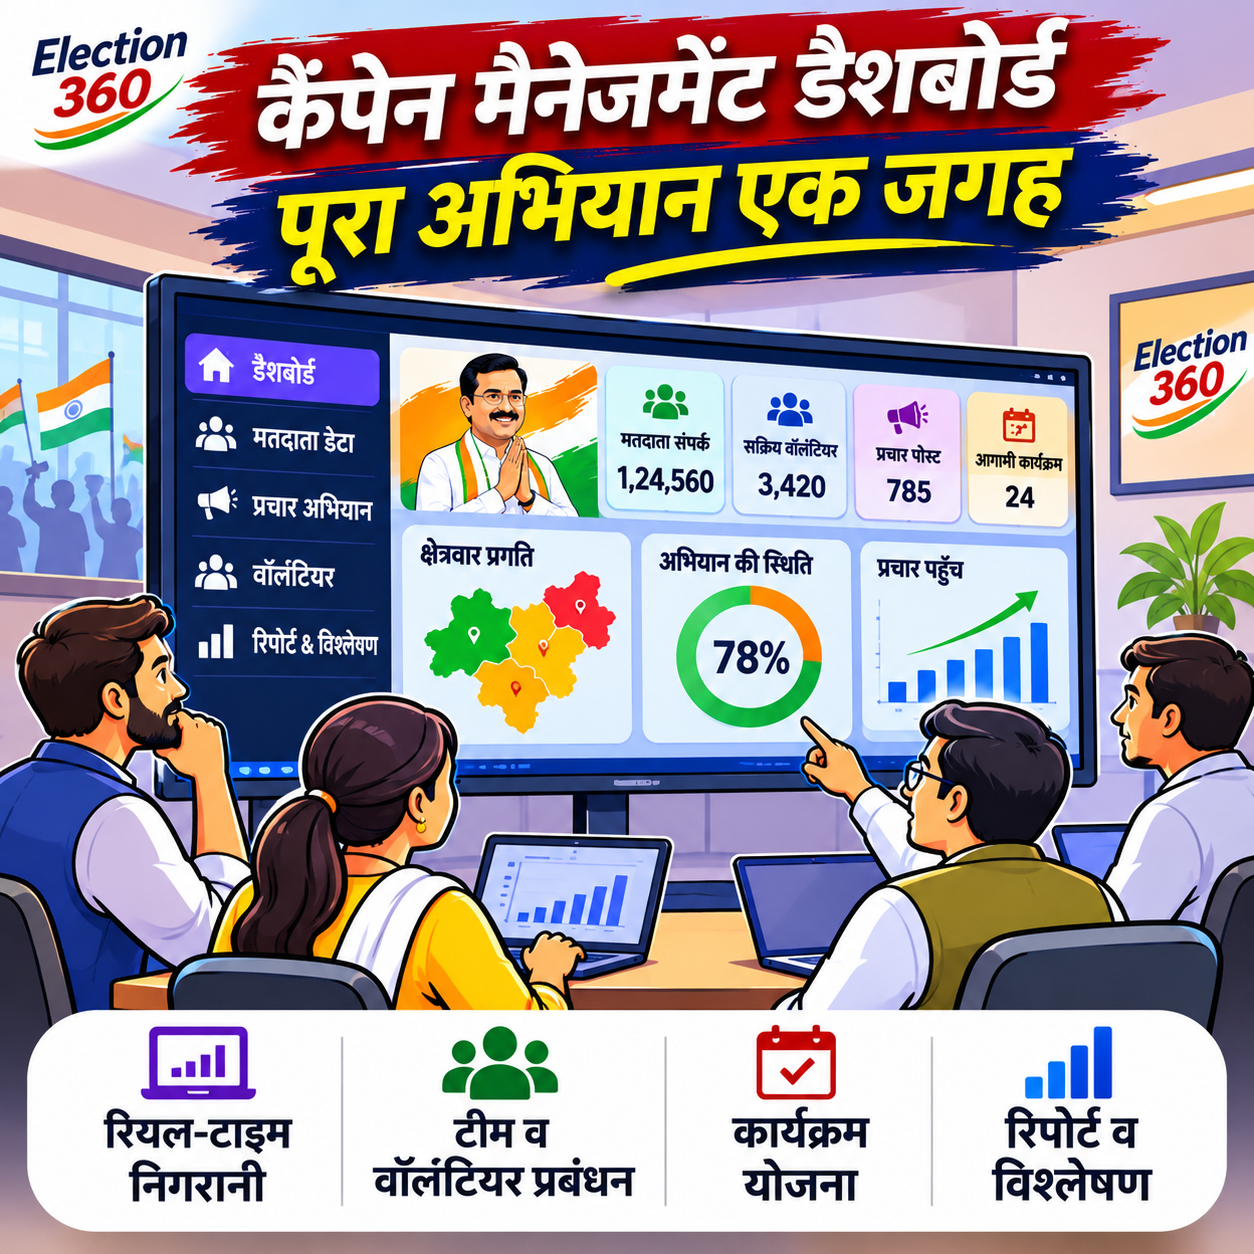 Election
360
कैंपेन मैनेजमेंट डैशबोर्ड
पूरा अभियान एक जगह
Election
360
डैशबोर्ड
मतदाता डेटा
प्रचार अभियान
वॉलंटियर
रिपोर्ट & विश्लेषण
मतदाता संपर्क
1,24,560
सक्रिय वॉलंटियर
3,420
प्रचार पोस्ट
785
आगामी कार्यक्रम
24
क्षेत्रवार प्रगति
अभियान की स्थिति
78%
प्रचार पहुँच
रियल-टाइम
निगरानी
टीम व
वॉलंटियर प्रबंधन
कार्यक्रम
योजना
रिपोर्ट व
विश्लेषण